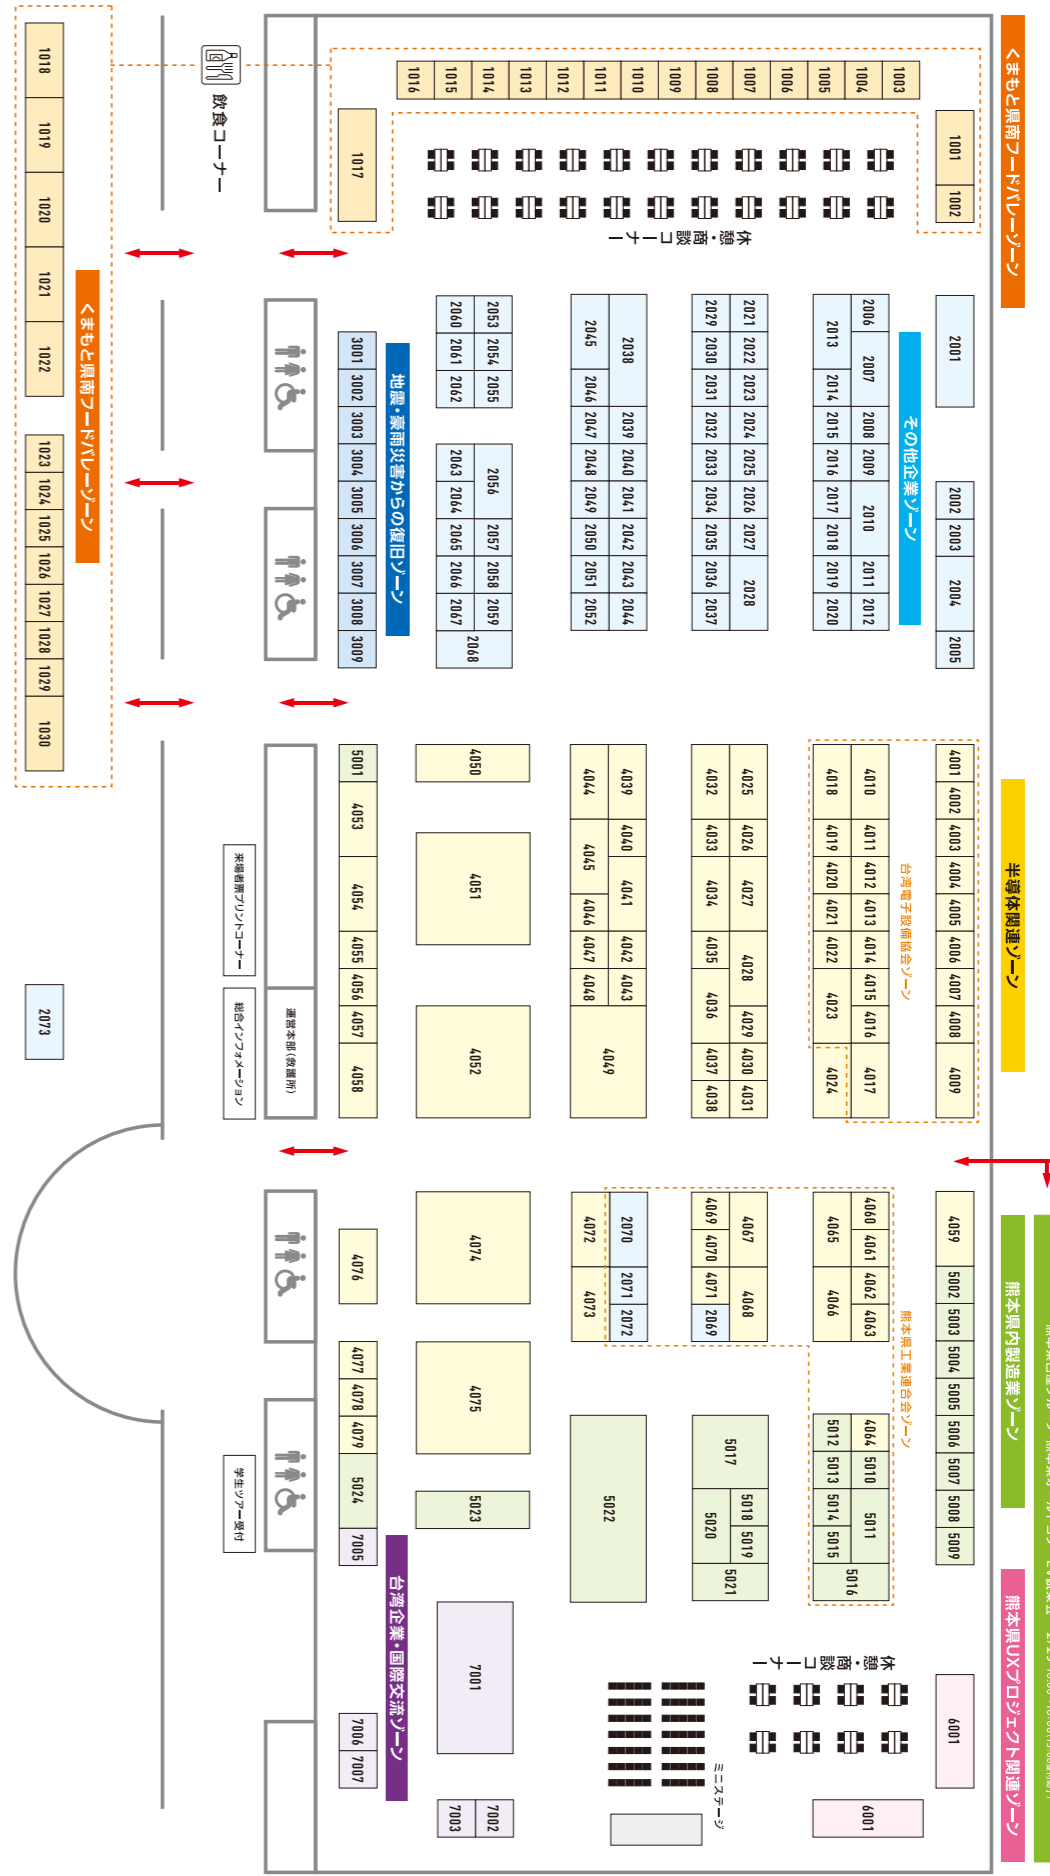 くまもと県南フードバレーゾーン
半導体関連ゾーン
熊本県内製造業ゾーン
熊本県UXプロジェクト関連ゾーン
1001 1002
2001
2002 2003 2004 2005
4001 4002 4003 4004 4005 4006 4007 4008 4009
4059 5002 5003 5004 5005 5006 5007 5008 5009
6001
その他企業ゾーン
台湾電子設備協会ゾーン
熊本県工業連合会ゾーン
1003
1004
1005
1006
1007
1008
1009
1010
1011
1012
1013
1014
1015
1016
1017
休憩・商談コーナー
2006 2007 2008 2009 2010 2011 2012
2013 2014 2015 2016 2017 2018 2019 2020
4010 4011 4012 4013 4014 4015 4016 4017
4018 4019 4020 4021 4022 4023 4024
4060 4061 4062 4063
4065 4066
4064 5010 5011
5012 5013 5014 5015
5016
休憩・商談コーナー
6001
2021 2022 2023 2024 2025 2026 2027 2028
2029 2030 2031 2032 2033 2034 2035 2036 2037
4025 4026 4027 4028 4029 4030 4031
4032 4033 4034 4035 4036 4037 4038
4067 4068
4069 4070 4071 2069
5017
5018 5019
5020
5021
ミニステージ
2038 2039 2040 2041 2042 2043 2044
2045 2046 2047 2048 2049 2050 2051 2052
4039 4040 4041 4042 4043
4044 4045 4046 4047 4048
4049
2070 2071 2072
4072 4073
5022
2053 2054 2055
2060 2061 2062
2056 2057 2058 2059
2063 2064 2065 2066 2067
2068
4050
4051
4052
4074
4075
5023
7001
7002
7003
地震・豪雨災害からの復旧ゾーン
台湾企業・国際交流ゾーン
3001 3002 3003 3004 3005 3006 3007 3008 3009
5001 4053 4054 4055 4056 4057 4058
4076
4077 4078 4079 5024 7005
7006 7007
運営本部(救護所)
飲食コーナー
来場者票プリントコーナー
総合インフォメーション
学生ツアー受付
くまもと県南フードバレーゾーン
1018 1019 1020 1021 1022
1023 1024 1025 1026 1027 1028 1029 1030
2073